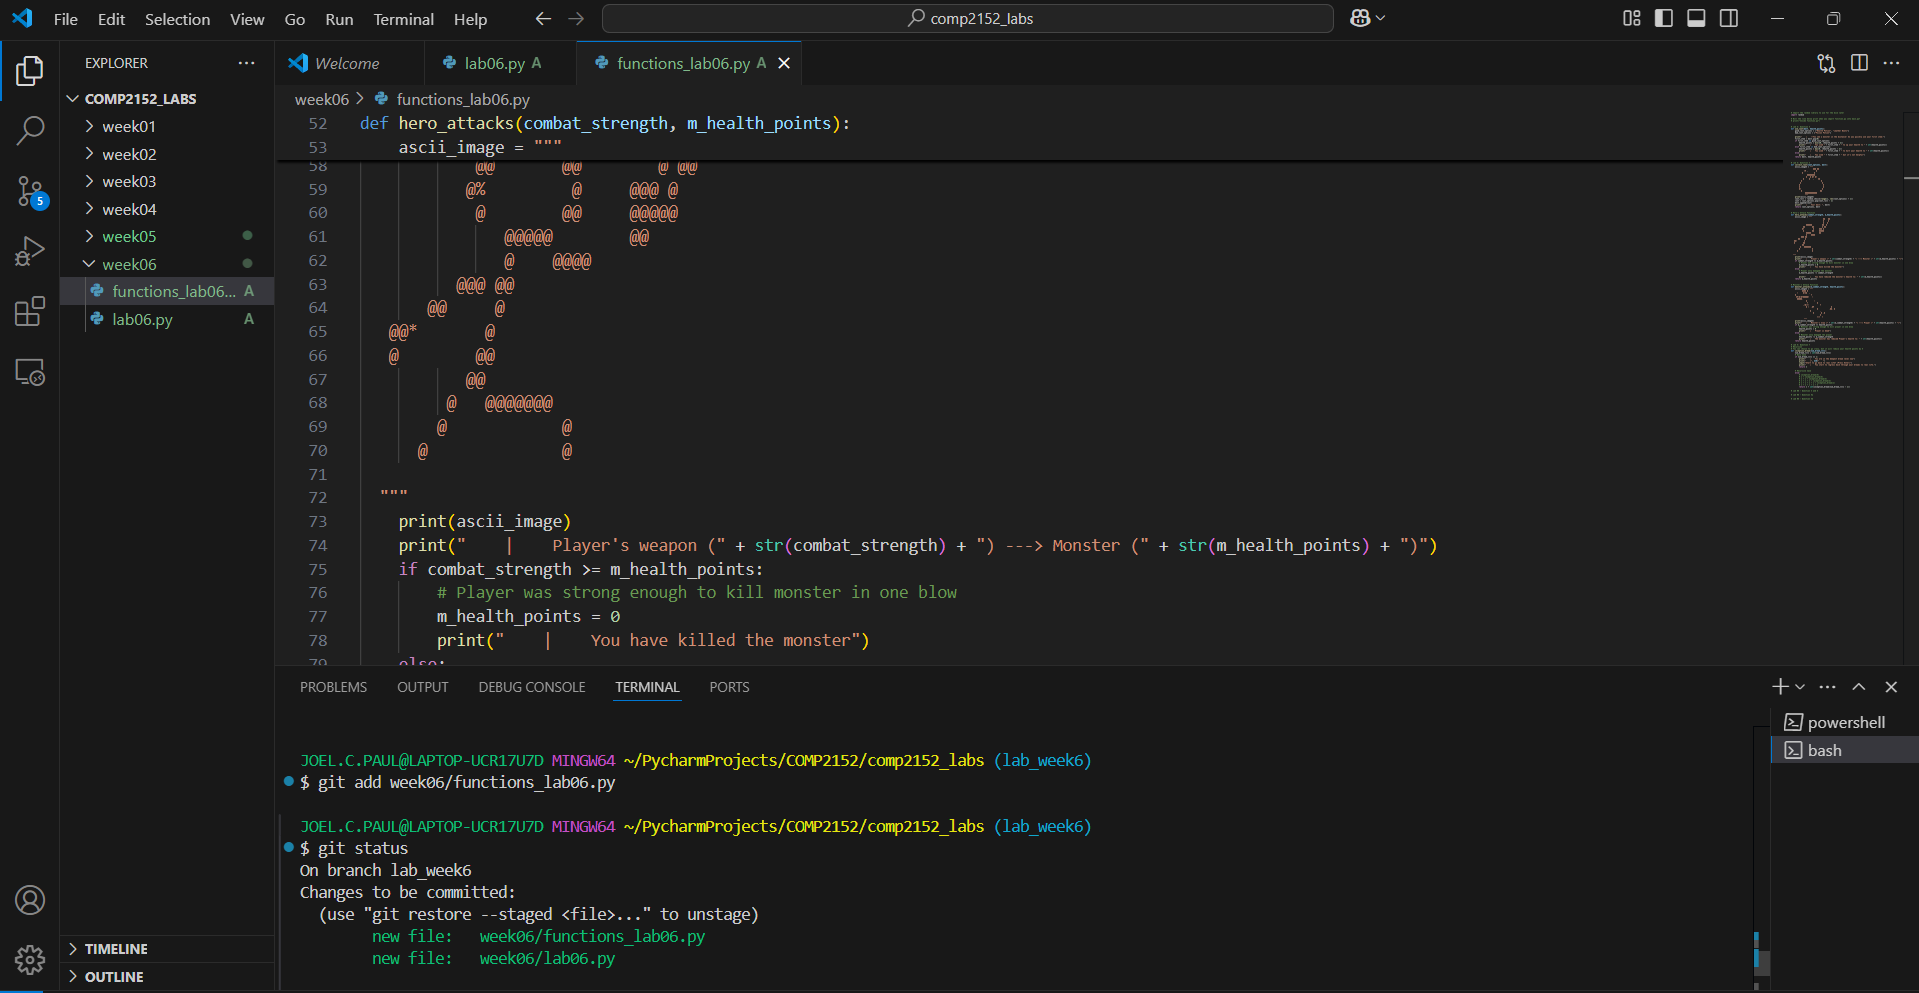 File Edit Selection View Go Run Terminal Help
comp2152_labs
EXPLORER
Welcome
lab06.py A
functions_lab06.py A
COMP2152_LABS
week01
week02
week03
week04
week05
week06
functions_lab06... A
lab06.py A
5
TIMELINE
OUTLINE
week06 > functions_lab06.py
52 def hero_attacks(combat_strength, m_health_points):
53 ascii_image = """
58 @@ @@ @ @@
59 @% @ @@@ @
60 @ @@ @@@@@
61 @@@@@ @@
62 @ @@@@
63 @@@ @@
64 @@ @
65 @@* @
66 @ @@
67 @@
68 @ @@@@@@@
69 @ @
70 @ @
71
72 """
73 print(ascii_image)
74 print("    |    Player's weapon (" + str(combat_strength) + ") ---> Monster (" + str(m_health_points) + ")")
75 if combat_strength >= m_health_points:
76 # Player was strong enough to kill monster in one blow
77 m_health_points = 0
78 print("    |    You have killed the monster")
79 else:
PROBLEMS OUTPUT DEBUG CONSOLE TERMINAL PORTS
powershell
bash
JOEL.C.PAUL@LAPTOP-UCR17U7D MINGW64 ~/PycharmProjects/COMP2152/comp2152_labs (lab_week6)
$ git add week06/functions_lab06.py
JOEL.C.PAUL@LAPTOP-UCR17U7D MINGW64 ~/PycharmProjects/COMP2152/comp2152_labs (lab_week6)
$ git status
On branch lab_week6
Changes to be committed:
(use "git restore --staged <file>..." to unstage)
new file:   week06/functions_lab06.py
new file:   week06/lab06.py